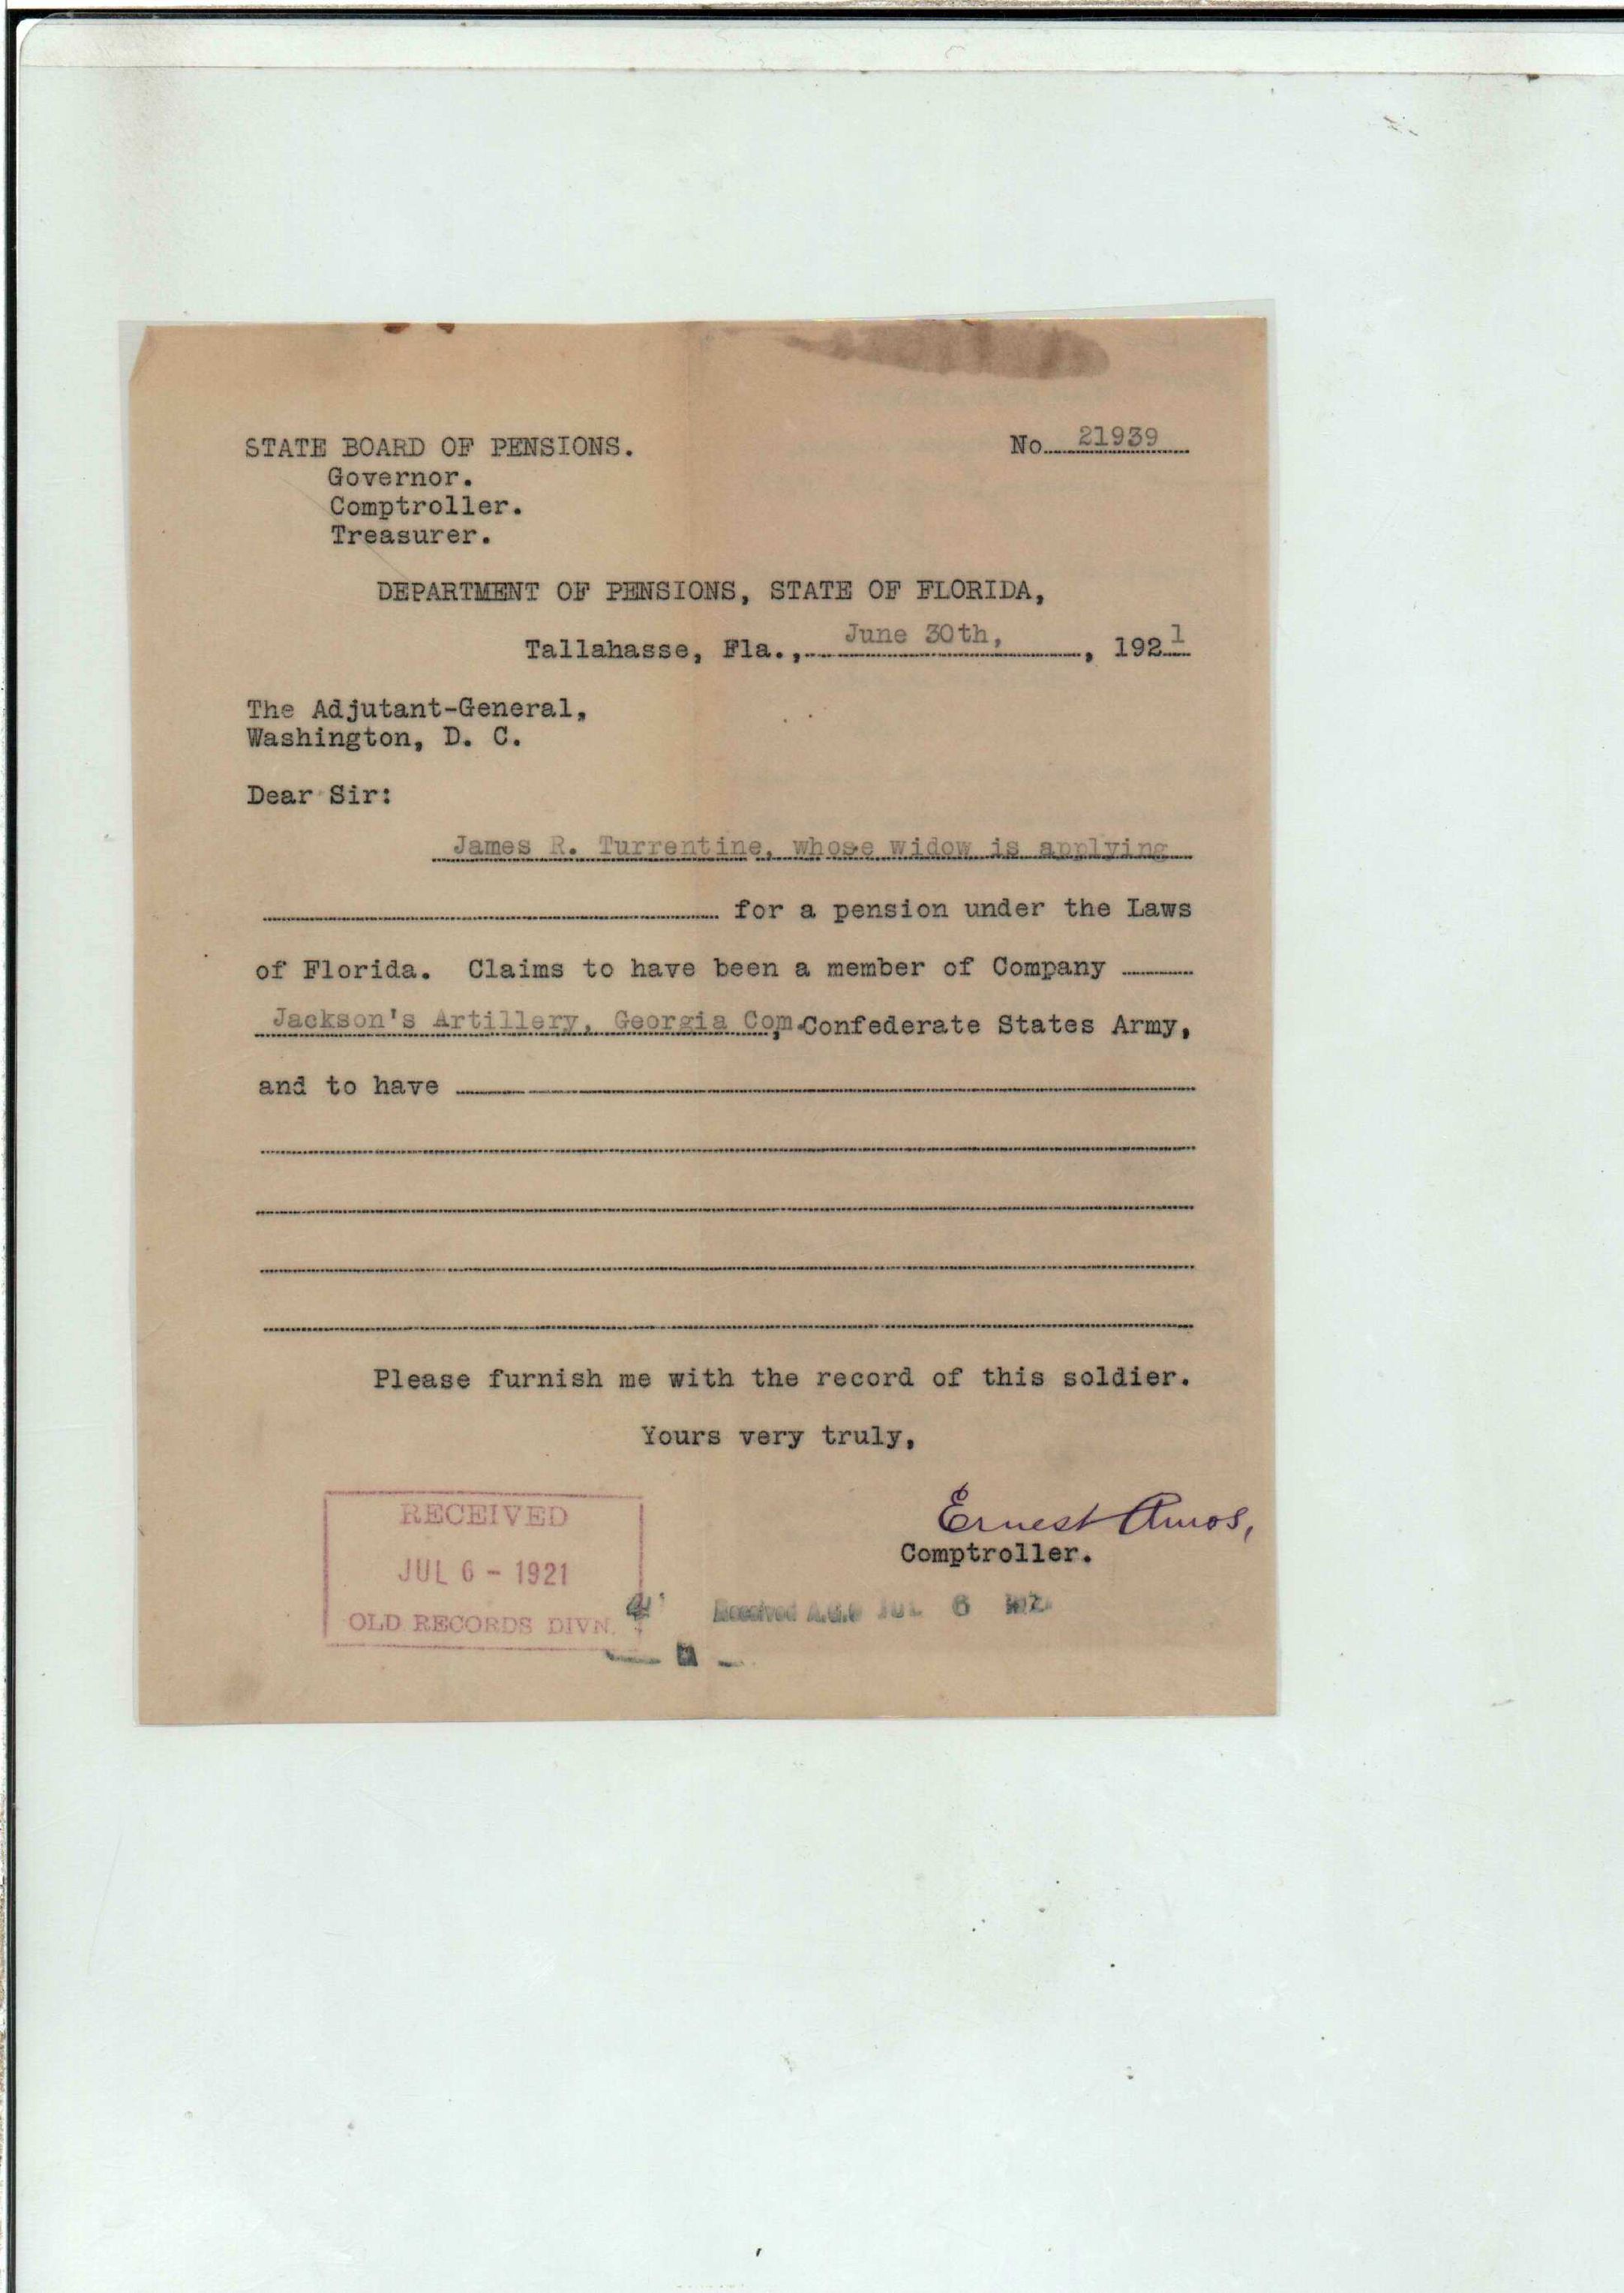 STATE BOARD OF PENSIONS.
No. 21939
Governor.
Comptroller.
Treasurer.
DEPARTMENT OF PENSIONS, STATE OF FLORIDA,
Tallahasse, Fla., June 30th, , 1921
The Adjutant-General,
Washington, D. C.
Dear Sir:
James R. Turrentine, whose widow is applying
for a pension under the Laws
of Florida. Claims to have been a member of Company
Jackson's Artillery, Georgia Com., Confederate States Army,
and to have
Please furnish me with the record of this soldier.
Yours very truly,
Ernest Amos,
Comptroller.
RECEIVED
JUL 6 - 1921
OLD RECORDS DIVN.
Received A.G.O JUL 6 192